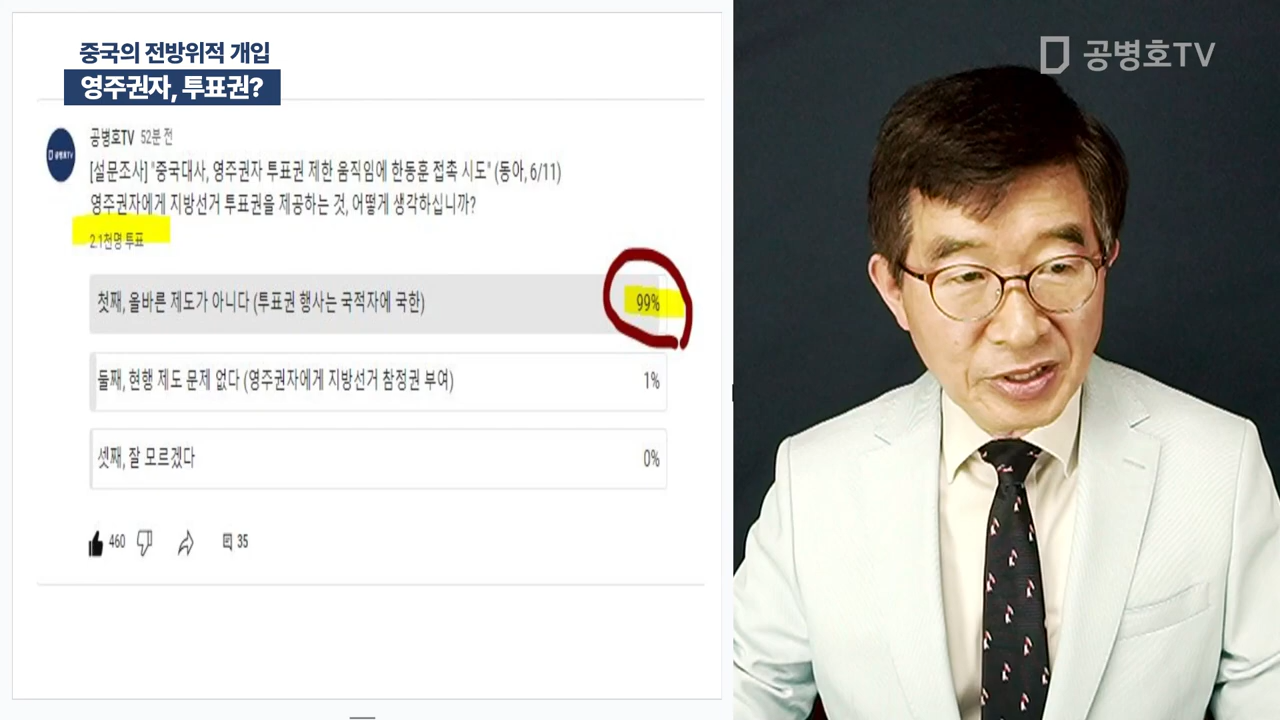 중국의 전방위적 개입
영주권자, 투표권?
공병호TV
공병호TV
공병호TV 52분 전
[설문조사] "중국대사, 영주권자 투표권 제한 움직임에 한동훈 접촉 시도" (동아, 6/11)
영주권자에게 지방선거 투표권을 제공하는 것, 어떻게 생각하십니까?
2.1천명 투표
첫째, 올바른 제도가 아니다 (투표권 행사는 국적자에 국한) 99%
둘째, 현행 제도 문제 없다 (영주권자에게 지방선거 참정권 부여) 1%
셋째, 잘 모르겠다 0%
460 35